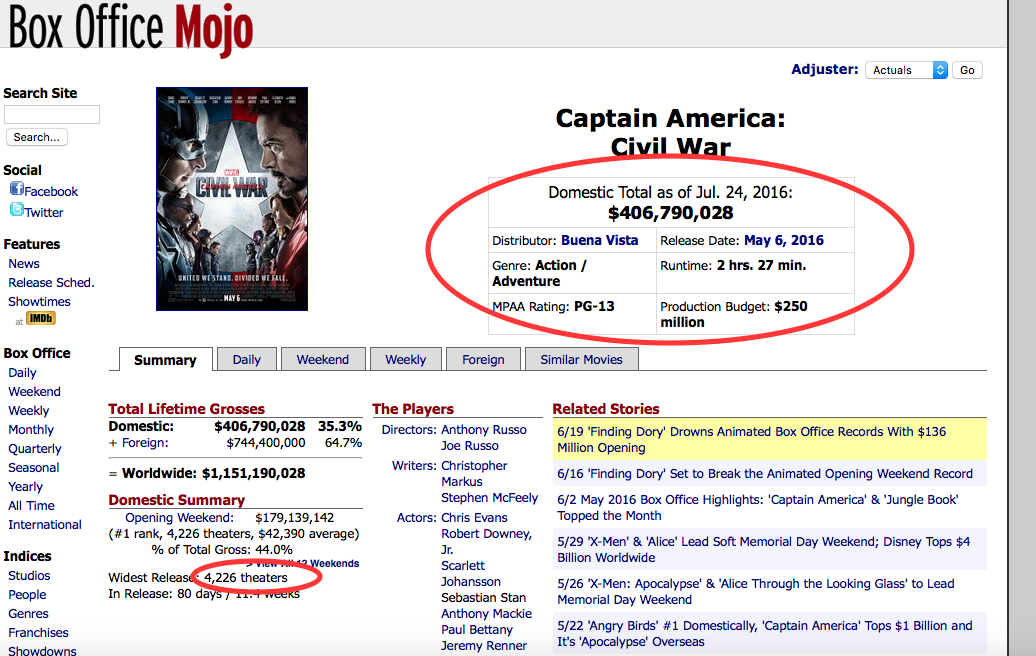 Box Office Mojo
Adjuster: Actuals Go
Search Site
Search...
Social
Facebook
Twitter
Features
News
Release Sched.
Showtimes
at IMDb
Box Office
Daily
Weekend
Weekly
Monthly
Quarterly
Seasonal
Yearly
All Time
International
Indices
Studios
People
Genres
Franchises
Showdowns
MARVEL
CAPTAIN AMERICA
CIVIL WAR
UNITED WE STAND. DIVIDED WE FALL.
MAY 6
Captain America:
Civil War
Domestic Total as of Jul. 24, 2016:
$406,790,028
Distributor: Buena Vista
Release Date: May 6, 2016
Genre: Action /
Adventure
Runtime: 2 hrs. 27 min.
MPAA Rating: PG-13
Production Budget: $250
million
Summary Daily Weekend Weekly Foreign Similar Movies
Total Lifetime Grosses
Domestic: $406,790,028 35.3%
+ Foreign: $744,400,000 64.7%
= Worldwide: $1,151,190,028
Domestic Summary
Opening Weekend: $179,139,142
(#1 rank, 4,226 theaters, $42,390 average)
% of Total Gross: 44.0%
> View All 12 Weekends
Widest Release: 4,226 theaters
In Release: 80 days / 11.4 weeks
The Players
Directors: Anthony Russo
Joe Russo
Writers: Christopher
Markus
Stephen McFeely
Actors: Chris Evans
Robert Downey,
Jr.
Scarlett
Johansson
Sebastian Stan
Anthony Mackie
Paul Bettany
Jeremy Renner
Related Stories
6/19 'Finding Dory' Drowns Animated Box Office Records With $136
Million Opening
6/16 'Finding Dory' Set to Break the Animated Opening Weekend Record
6/2 May 2016 Box Office Highlights: 'Captain America' & 'Jungle Book'
Topped the Month
5/29 'X-Men' & 'Alice' Lead Soft Memorial Day Weekend; Disney Tops $4
Billion Worldwide
5/26 'X-Men: Apocalypse' & 'Alice Through the Looking Glass' to Lead
Memorial Day Weekend
5/22 'Angry Birds' #1 Domestically, 'Captain America' Tops $1 Billion and
It's 'Apocalypse' Overseas